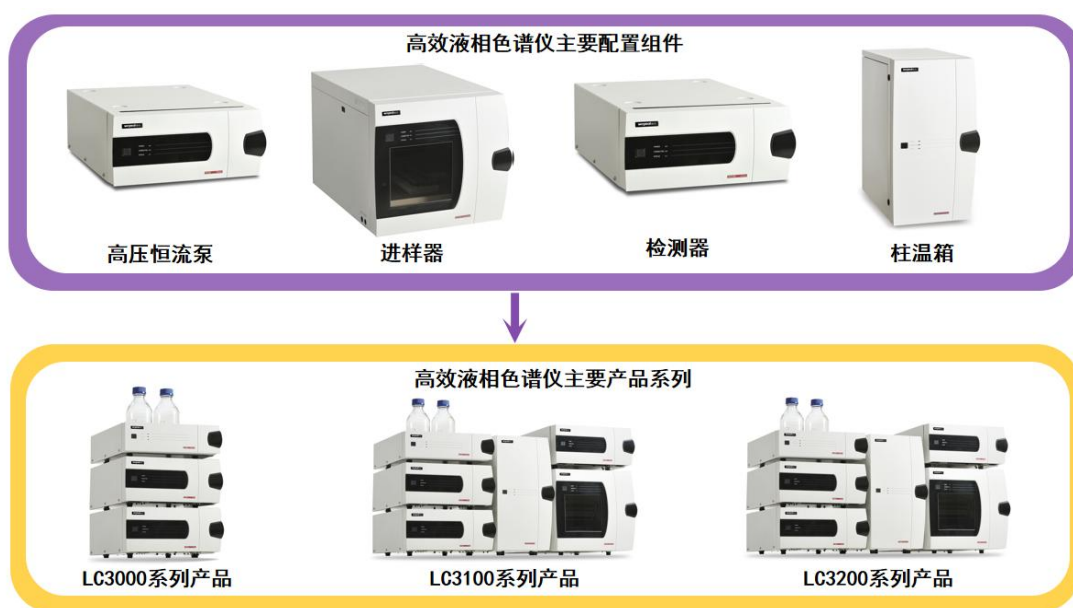 高效液相色谱仪主要配置组件
高压恒流泵
进样器
检测器
柱温箱
高效液相色谱仪主要产品系列
LC3000系列产品
LC3100系列产品
LC3200系列产品